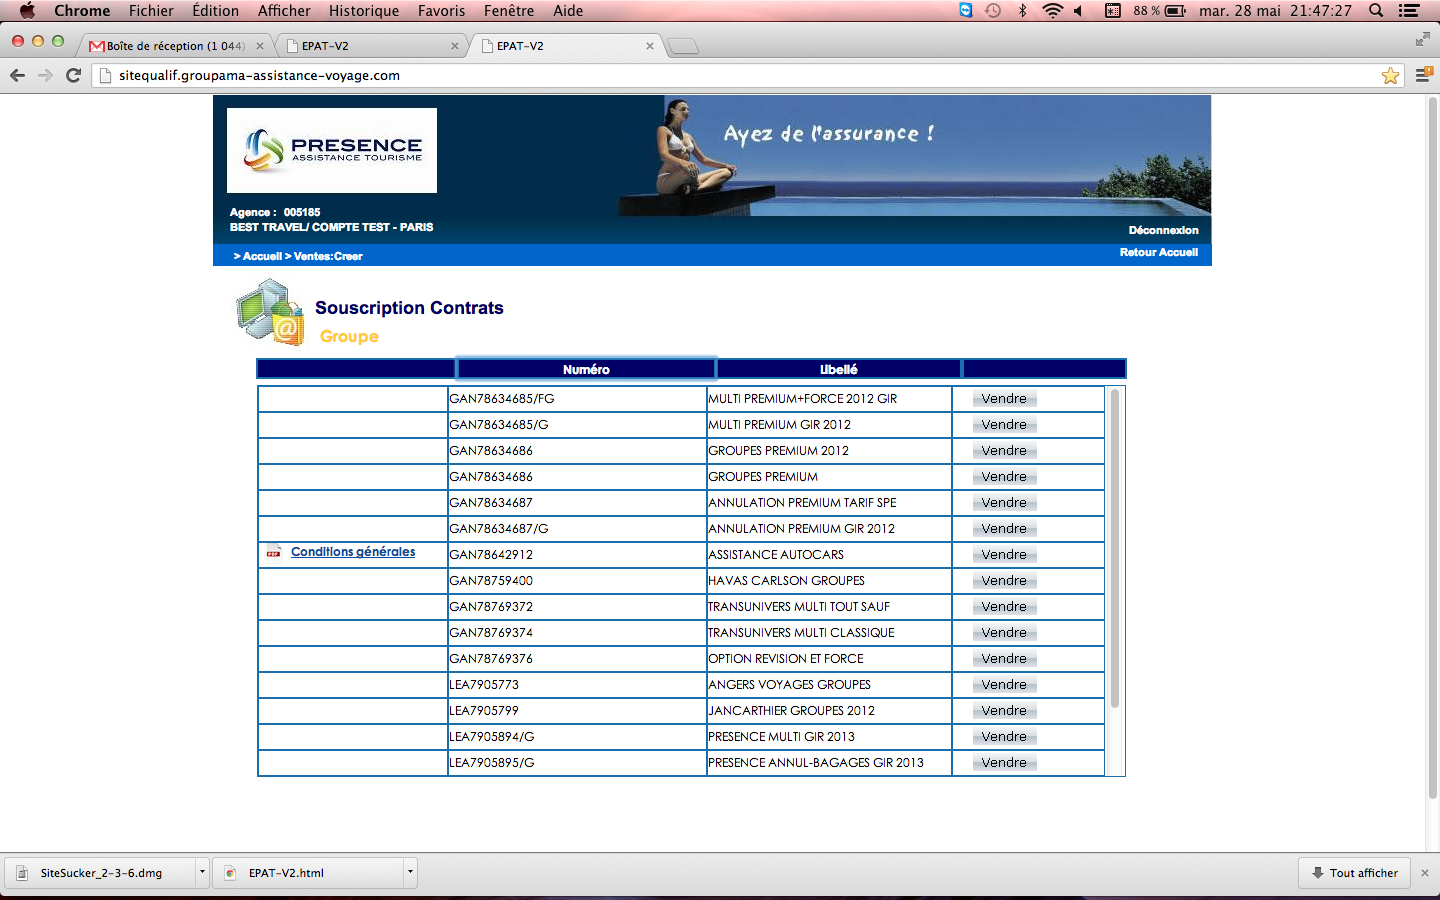 Chrome Fichier Édition Afficher Historique Favoris Fenêtre Aide 88 % mar. 28 mai 21:47:27
Boîte de réception (1 044) EPAT-V2 EPAT-V2
sitequalif.groupama-assistance-voyage.com
PRESENCE
ASSISTANCE TOURISME
Ayez de l'assurance !
Agence : 005185
BEST TRAVEL/ COMPTE TEST - PARIS
Déconnexion
> Accueil > Ventes:Creer
Retour Accueil
Souscription Contrats
Groupe
Numéro Libellé
GAN78634685/FG MULTI PREMIUM+FORCE 2012 GIR Vendre
GAN78634685/G MULTI PREMIUM GIR 2012 Vendre
GAN78634686 GROUPES PREMIUM 2012 Vendre
GAN78634686 GROUPES PREMIUM Vendre
GAN78634687 ANNULATION PREMIUM TARIF SPE Vendre
GAN78634687/G ANNULATION PREMIUM GIR 2012 Vendre
PDF Conditions générales GAN78642912 ASSISTANCE AUTOCARS Vendre
GAN78759400 HAVAS CARLSON GROUPES Vendre
GAN78769372 TRANSUNIVERS MULTI TOUT SAUF Vendre
GAN78769374 TRANSUNIVERS MULTI CLASSIQUE Vendre
GAN78769376 OPTION REVISION ET FORCE Vendre
LEA7905773 ANGERS VOYAGES GROUPES Vendre
LEA7905799 JANCARTHIER GROUPES 2012 Vendre
LEA7905894/G PRESENCE MULTI GIR 2013 Vendre
LEA7905895/G PRESENCE ANNUL-BAGAGES GIR 2013 Vendre
SiteSucker_2-3-6.dmg EPAT-V2.html Tout afficher